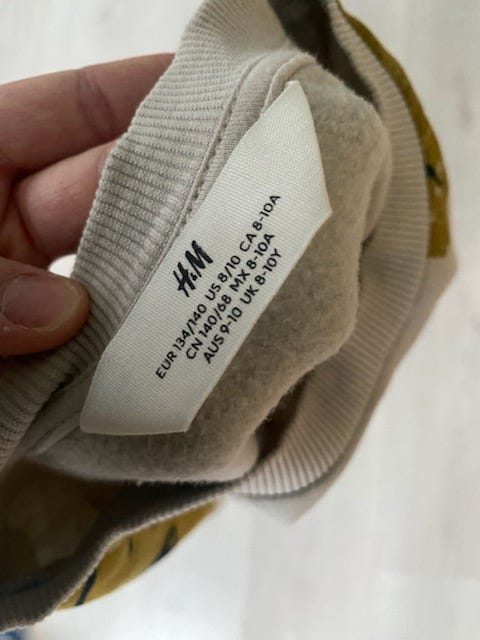 H&M
EUR 134/140 US 8/10 CA 8-10A
CN 140/68 MX 8-10A
AUS 9-10 UK 8-10Y